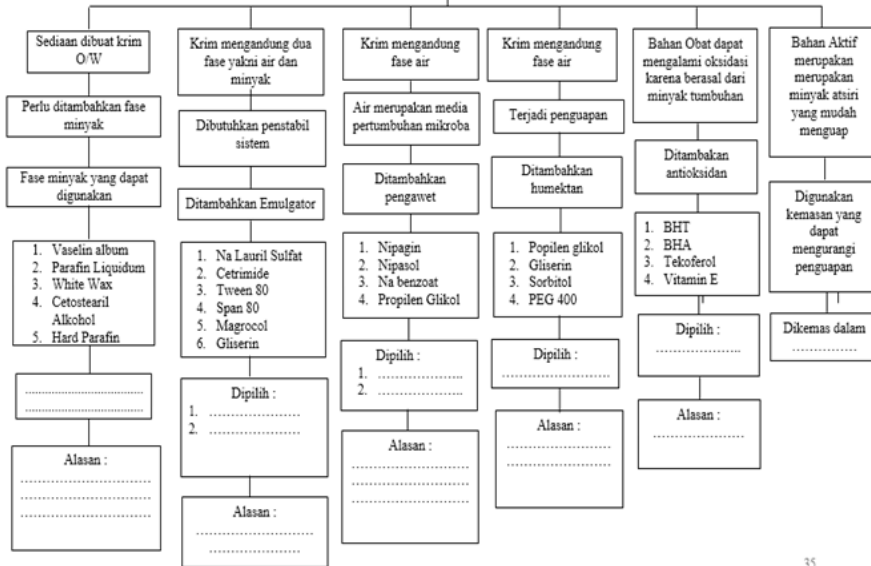 Sediaan dibuat krim
O/W
Perlu ditambahkan fase
minyak
Fase minyak yang dapat
digunakan
1. Vaselin album
2. Parafin Liquidum
3. White Wax
4. Cetostearil
Alkohol
5. Hard Parafin
.......................................
.......................................
Alasan :
.......................................
.......................................
.......................................
Krim mengandung dua
fase yakni air dan
minyak
Dibutuhkan penstabil
sistem
Ditambahkan Emulgator
1. Na Lauril Sulfat
2. Cetrimide
3. Tween 80
4. Span 80
5. Magrocol
6. Gliserin
Dipilih :
1. ........................
2. ........................
Alasan :
..............................
.....................
Krim mengandung
fase air
Air merupakan media
pertumbuhan mikroba
Ditambahkan
pengawet
1. Nipagin
2. Nipasol
3. Na benzoat
4. Propilen Glikol
Dipilih :
1. ......................
2. ......................
Alasan :
..............................
..............................
..............................
..............................
Krim mengandung
fase air
Terjadi penguapan
Ditambahkan
humektan
1. Popilen glikol
2. Gliserin
3. Sorbitol
4. PEG 400
Dipilih :
..............................
Alasan :
..............................
..............................
Bahan Obat dapat
mengalami oksidasi
karena berasal dari
minyak tumbuhan
Ditambakan
antioksidan
1. BHT
2. BHA
3. Tekoferol
4. Vitamin E
Dipilih :
.......................
Alasan :
.......................
Bahan Aktif
merupakan
merupakan
minyak atsiri
yang mudah
menguap
Digunakan
kemasan yang
dapat
mengurangi
penguapan
Dikemas dalam
................
35